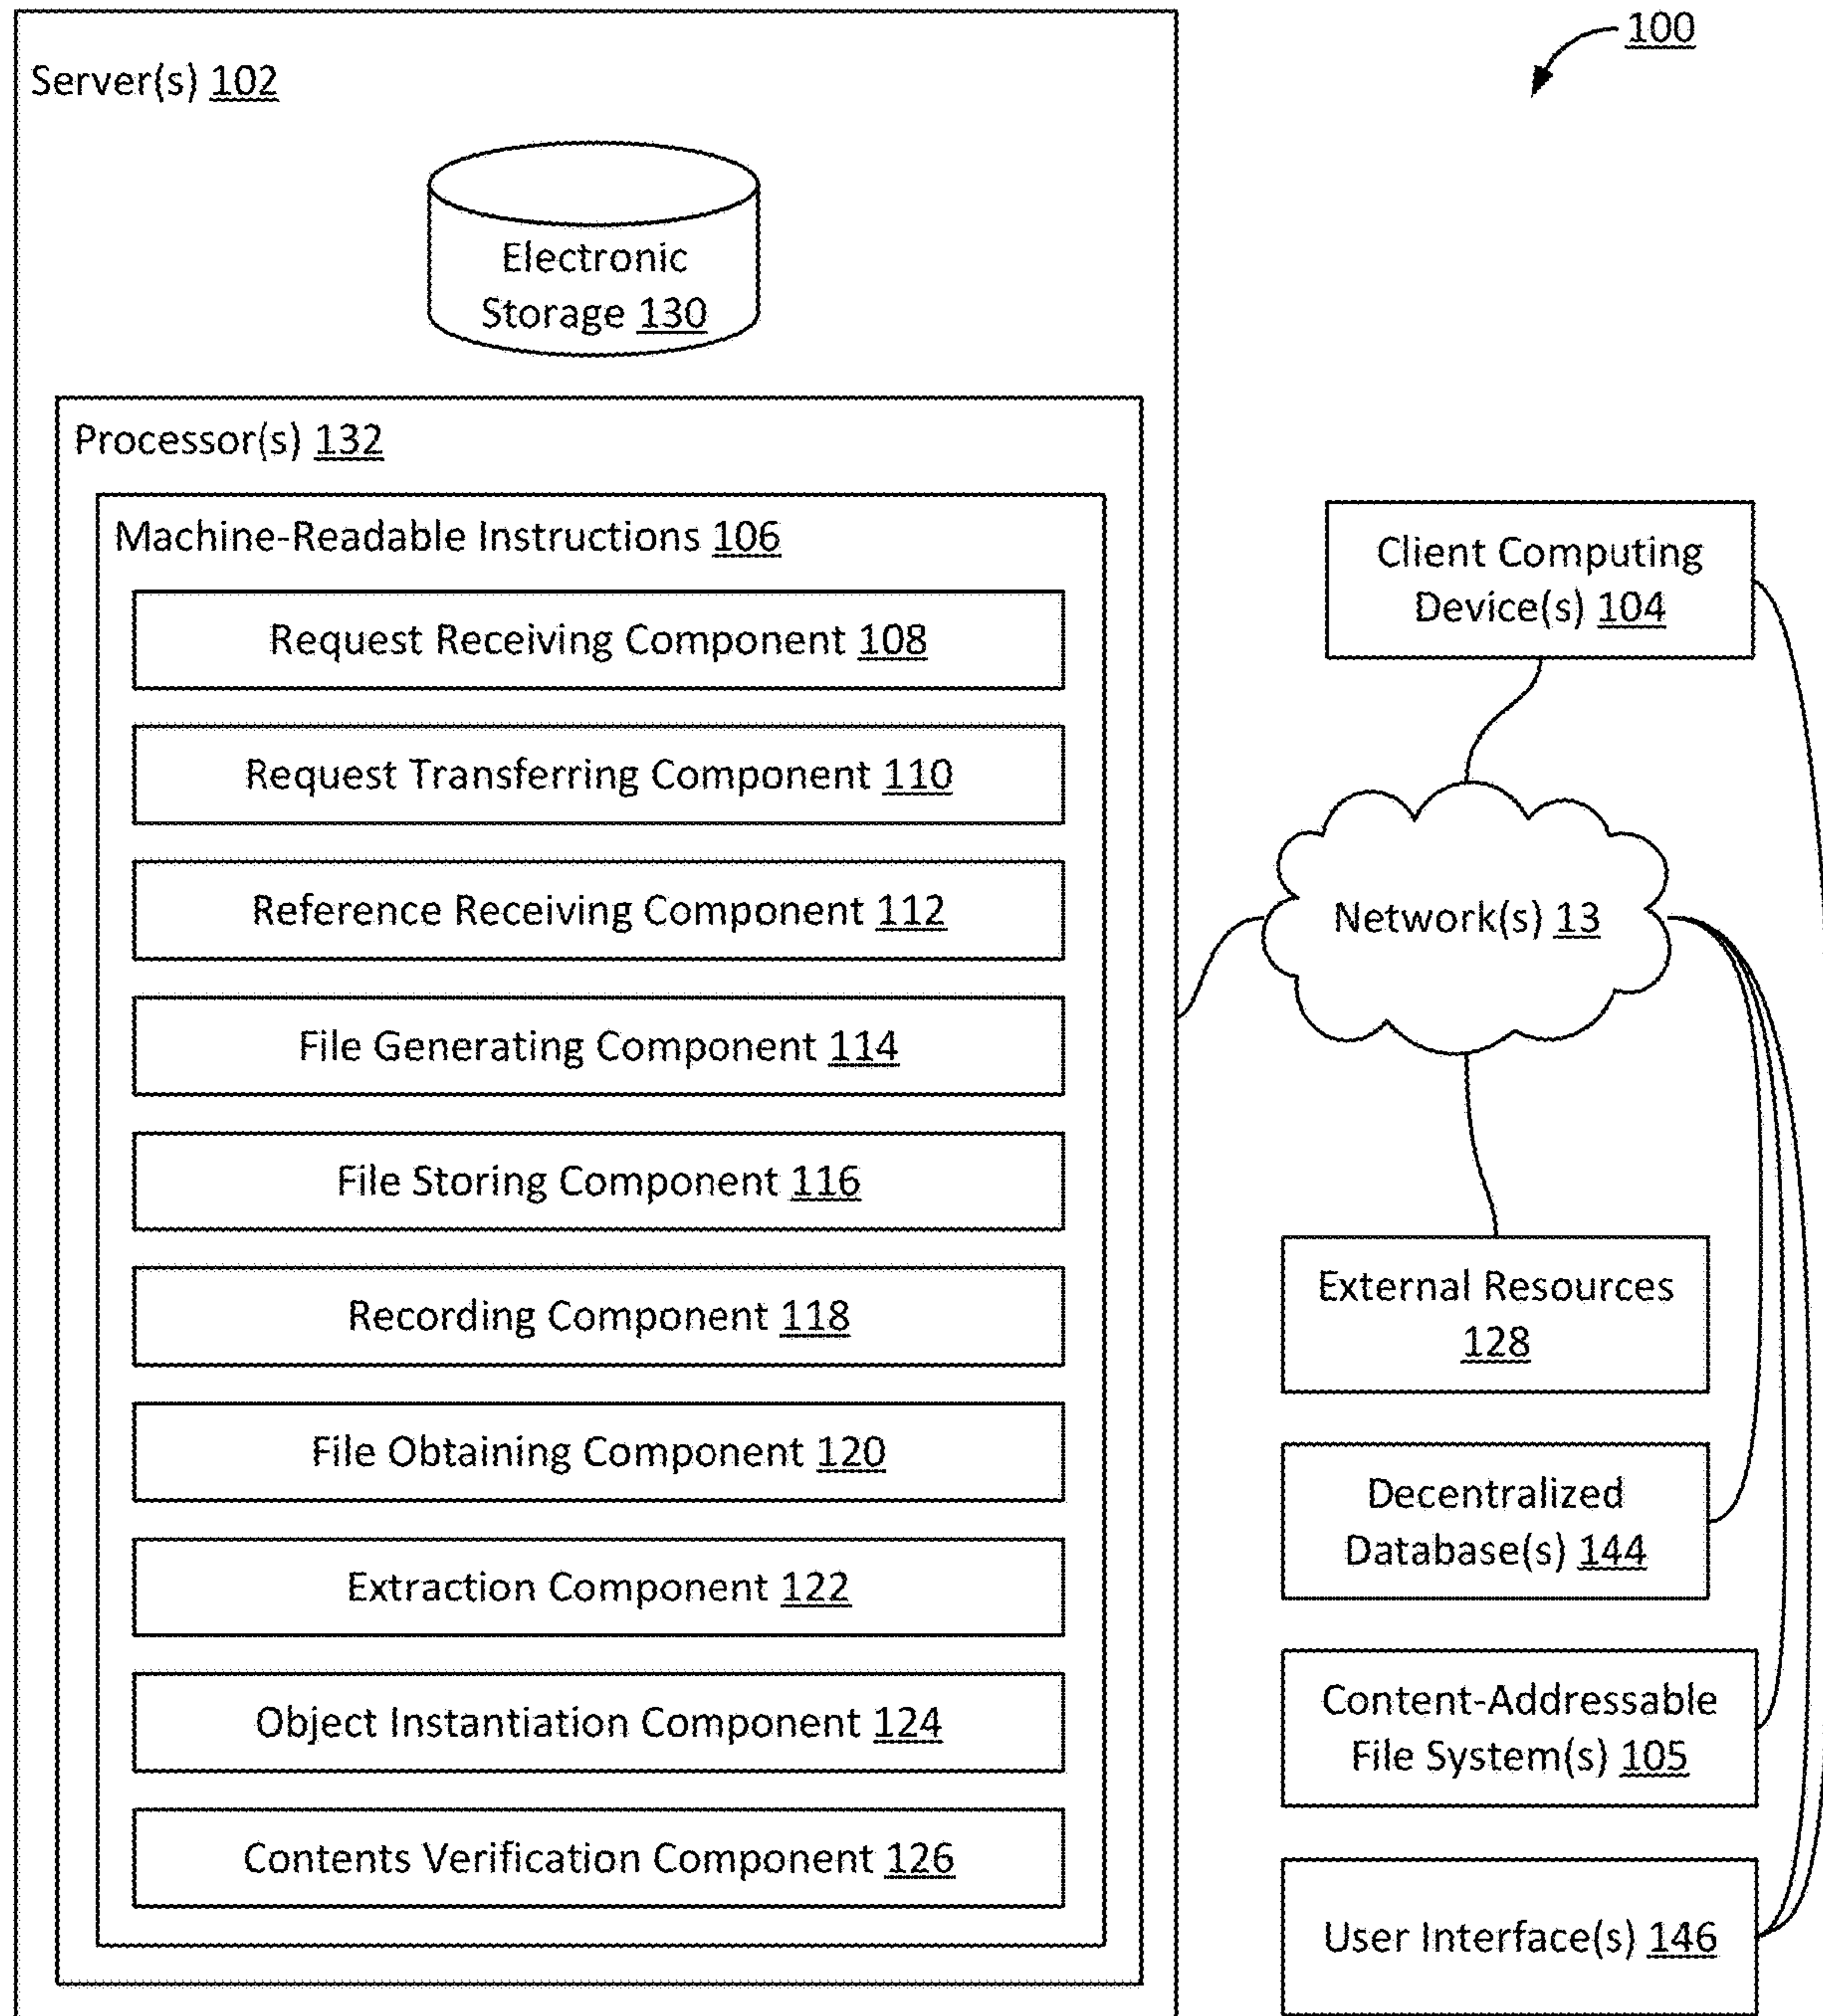 100
Server(s) 102
Electronic
Storage 130
Processor(s) 132
Machine-Readable Instructions 106
Request Receiving Component 108
Request Transferring Component 110
Reference Receiving Component 112
File Generating Component 114
File Storing Component 116
Recording Component 118
File Obtaining Component 120
Extraction Component 122
Object Instantiation Component 124
Contents Verification Component 126
Client Computing
Device(s) 104
Network(s) 13
External Resources
128
Decentralized
Database(s) 144
Content-Addressable
File System(s) 105
User Interface(s) 146